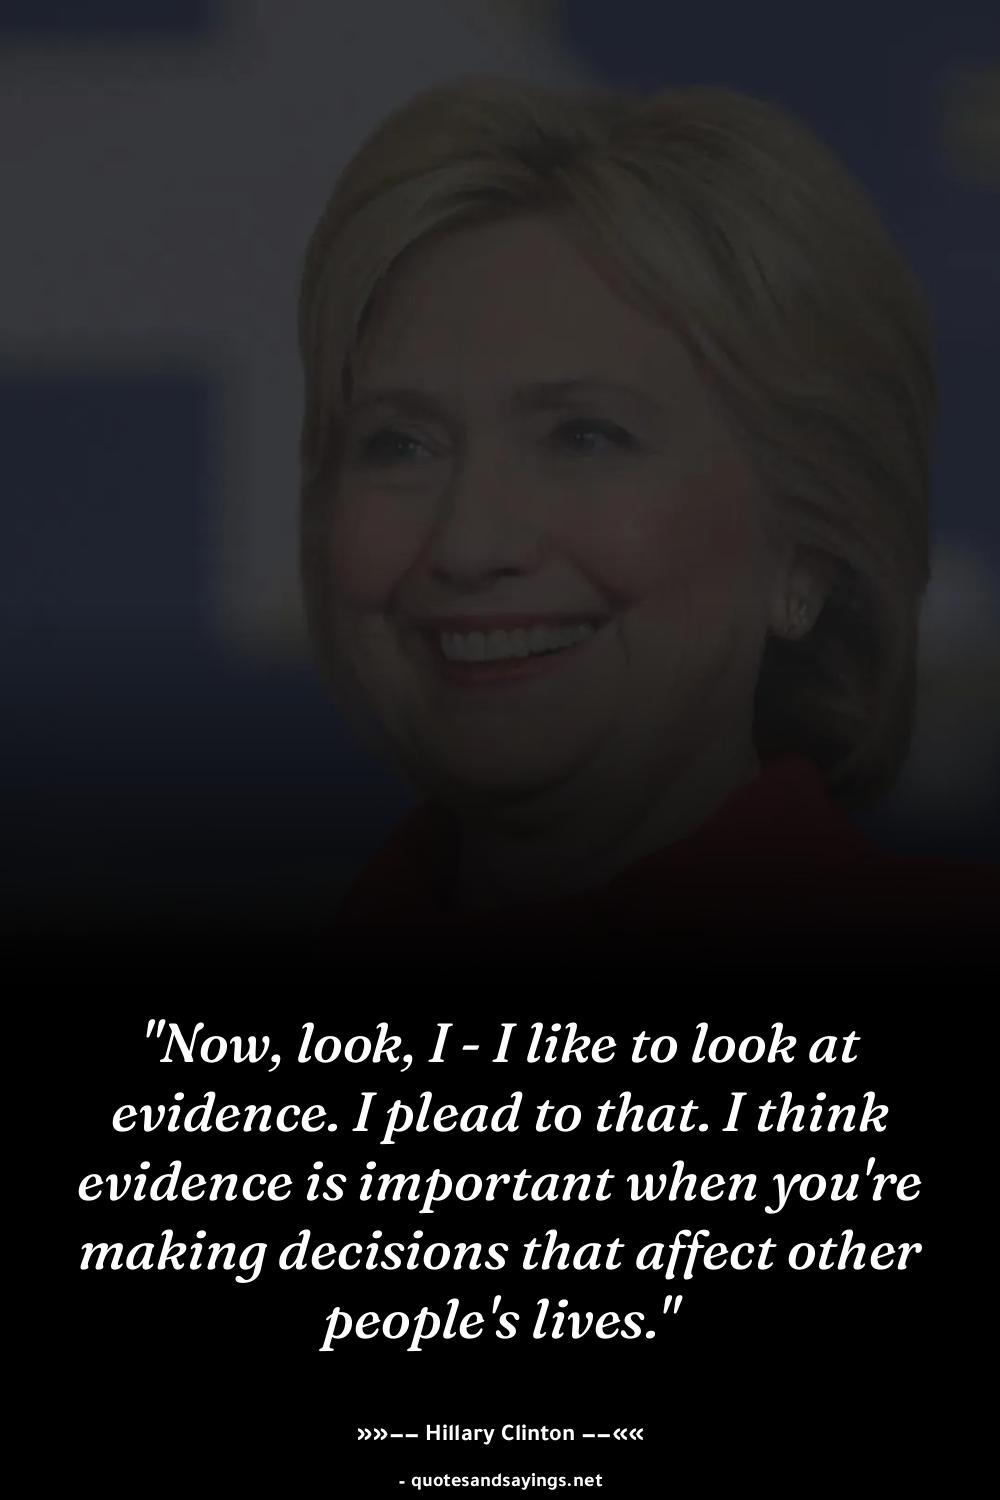 "Now, look, I - I like to look at
evidence. I plead to that. I think
evidence is important when you're
making decisions that affect other
people's lives."
»»−− Hillary Clinton −−««
- quotesandsayings.net